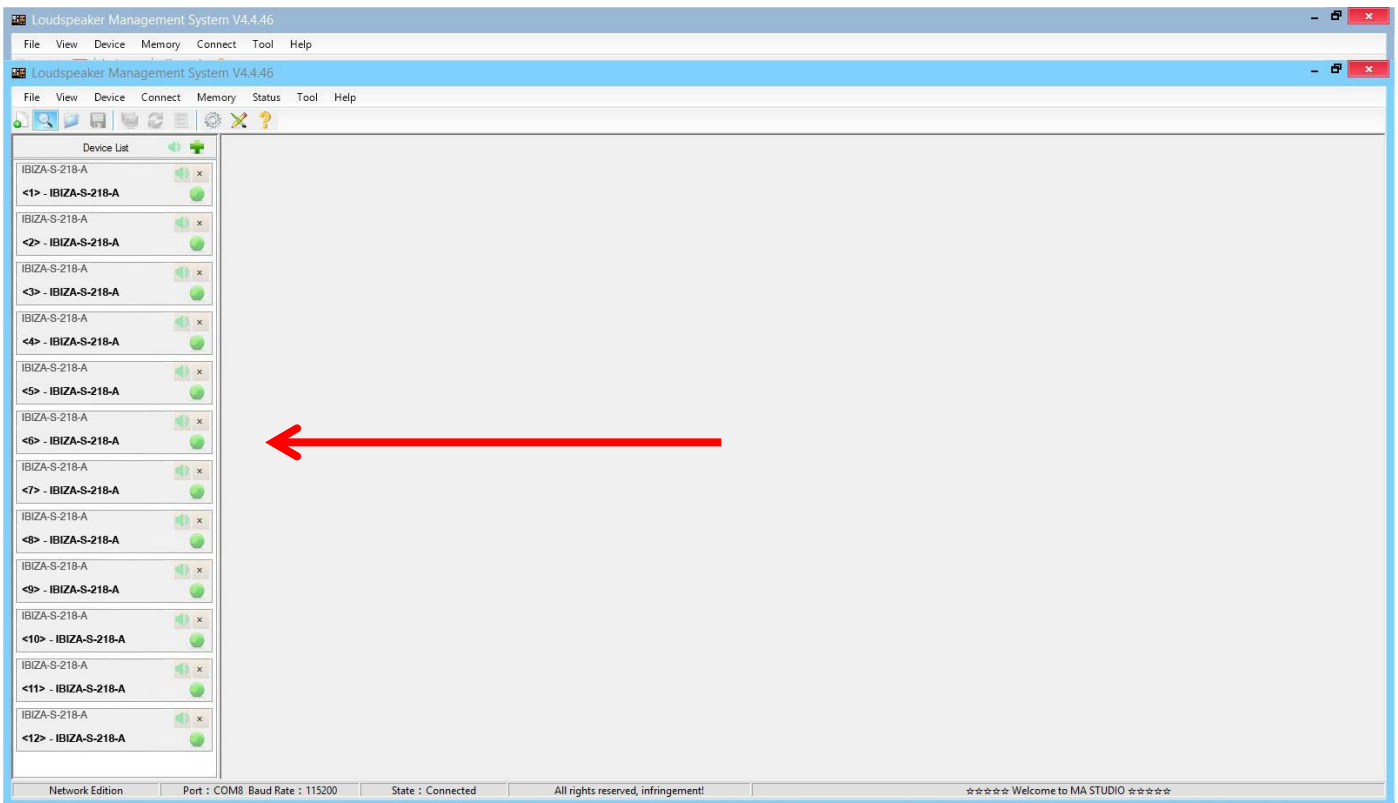 Loudspeaker Management System V4.4.46
File View Device Memory Connect Tool Help
Loudspeaker Management System V4.4.46
File View Device Connect Memory Status Tool Help
Device List
IBIZA-S-218-A
<1> - IBIZA-S-218-A
IBIZA-S-218-A
<2> - IBIZA-S-218-A
IBIZA-S-218-A
<3> - IBIZA-S-218-A
IBIZA-S-218-A
<4> - IBIZA-S-218-A
IBIZA-S-218-A
<5> - IBIZA-S-218-A
IBIZA-S-218-A
<6> - IBIZA-S-218-A
IBIZA-S-218-A
<7> - IBIZA-S-218-A
IBIZA-S-218-A
<8> - IBIZA-S-218-A
IBIZA-S-218-A
<9> - IBIZA-S-218-A
IBIZA-S-218-A
<10> - IBIZA-S-218-A
IBIZA-S-218-A
<11> - IBIZA-S-218-A
IBIZA-S-218-A
<12> - IBIZA-S-218-A
Network Edition Port : COM8 Baud Rate : 115200 State : Connected All rights reserved, infringement! ☆☆☆☆☆ Welcome to MA STUDIO ☆☆☆☆☆